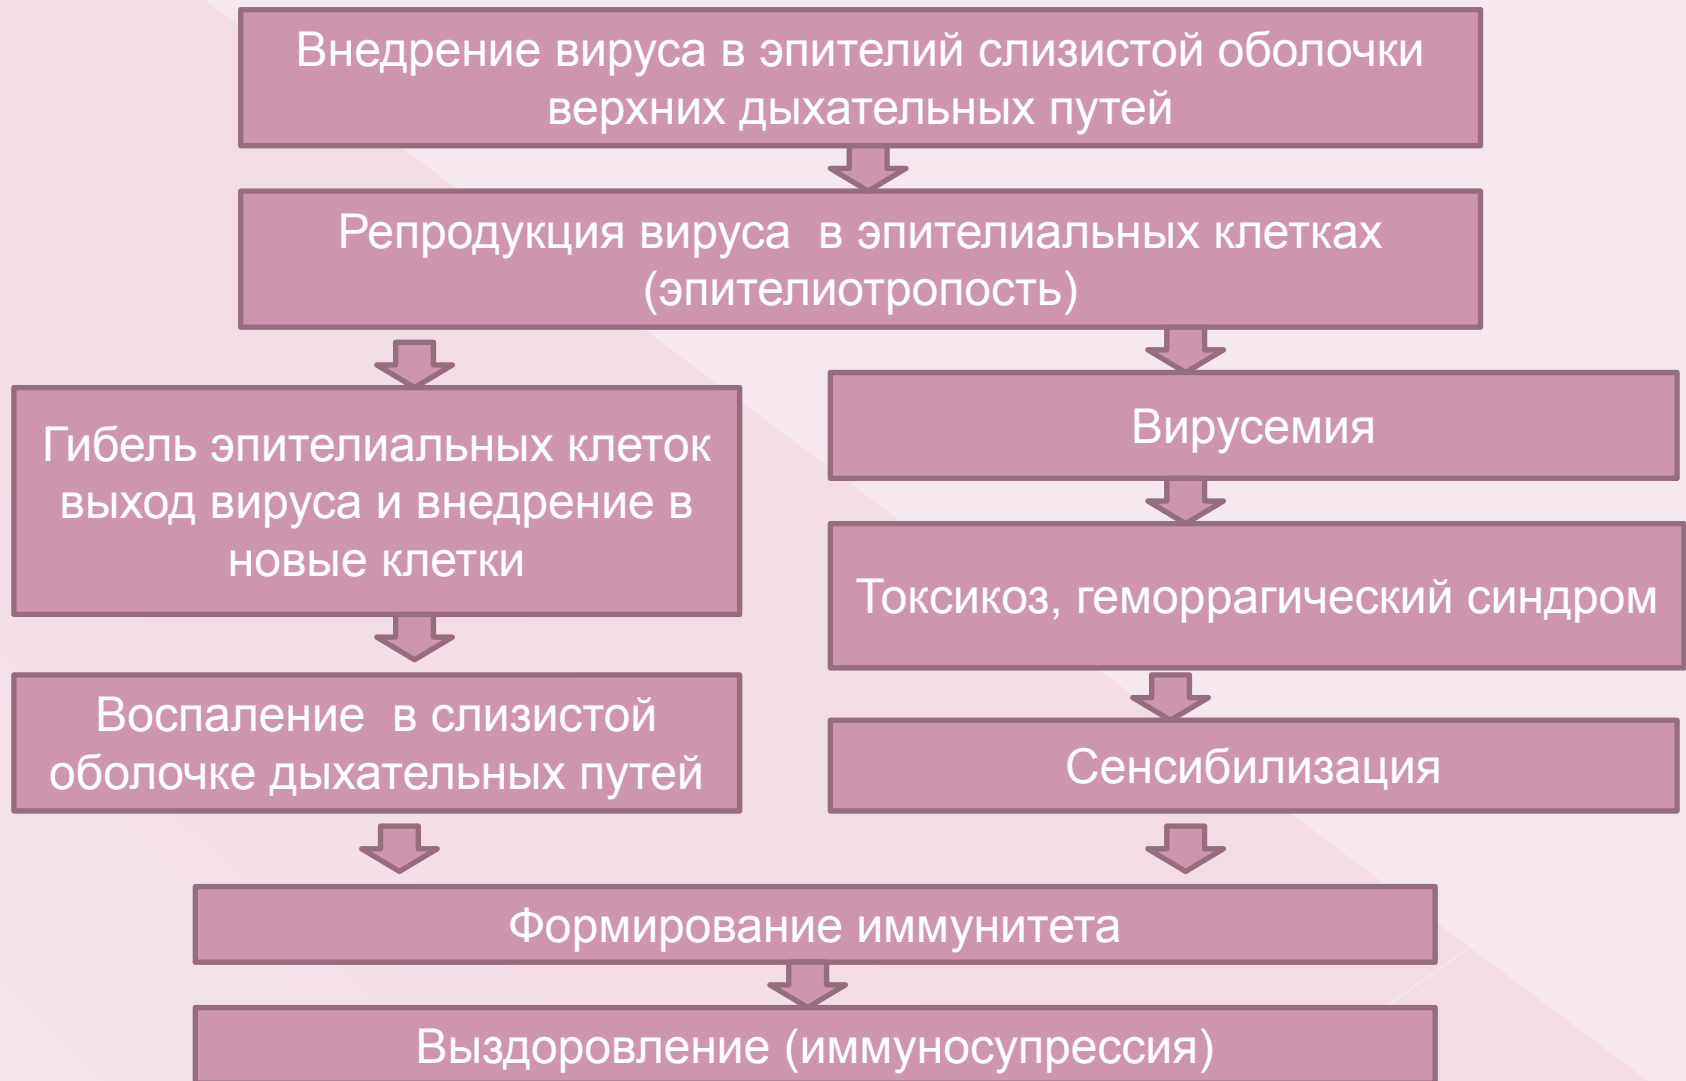 Внедрение вируса в эпителий слизистой оболочки
верхних дыхательных путей
Репродукция вируса  в эпителиальных клетках
(эпителиотропость)
Гибель эпителиальных клеток
выход вируса и внедрение в
новые клетки
Воспаление  в слизистой
оболочке дыхательных путей
Вирусемия
Токсикоз, геморрагический синдром
Сенсибилизация
Формирование иммунитета
Выздоровление (иммуносупрессия)